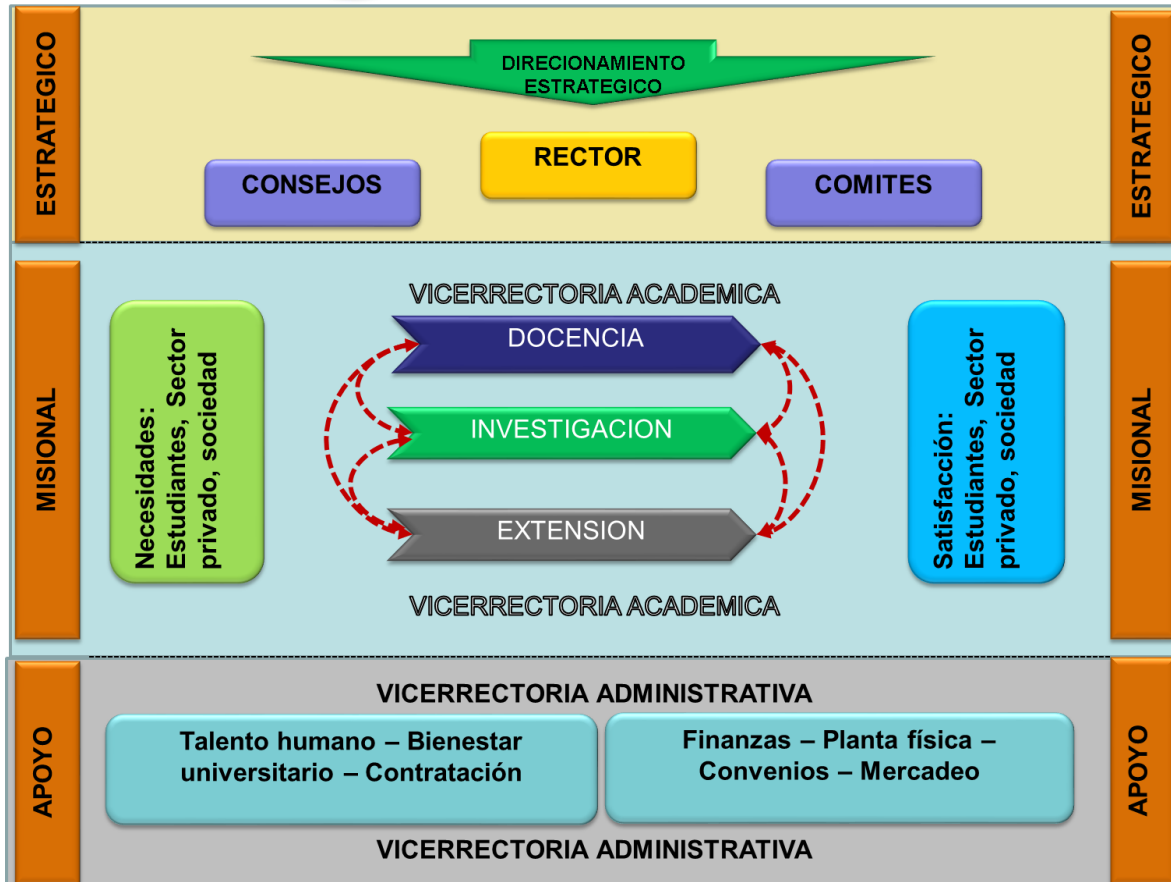 ESTRATEGICO
DIRECIONAMIENTO
ESTRATEGICO
RECTOR
CONSEJOS
COMITES
ESTRATEGICO
MISIONAL
VICERRECTORIA ACADEMICA
Necesidades:
Estudiantes, Sector
privado, sociedad
DOCENCIA
INVESTIGACION
EXTENSION
Satisfacción:
Estudiantes, Sector
privado, sociedad
VICERRECTORIA ACADEMICA
MISIONAL
APOYO
VICERRECTORIA ADMINISTRATIVA
Talento humano – Bienestar
universitario – Contratación
Finanzas – Planta física –
Convenios – Mercadeo
VICERRECTORIA ADMINISTRATIVA
APOYO